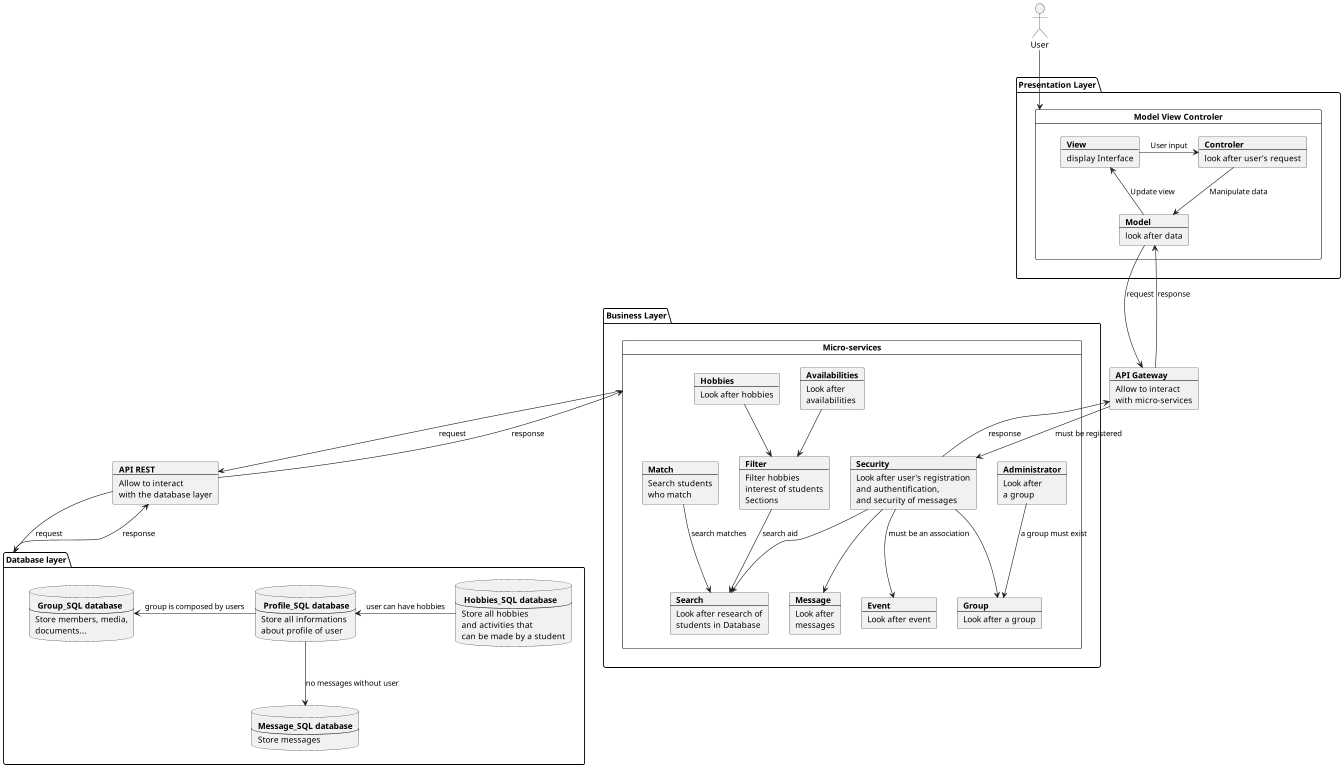 User
Presentation Layer
Model View Controler
View
display Interface
User input
Controler
look after user's request
Update view
Manipulate data
Model
look after data
request
response
Business Layer
Micro-services
Hobbies
Look after hobbies
Availabilities
Look after
availabilities
API Gateway
Allow to interact
with micro-services
request
response
response
must be registered
API REST
Allow to interact
with the database layer
Match
Search students
who match
Filter
Filter hobbies
interest of students
Sections
Security
Look after user's registration
and authentification,
and security of messages
Administrator
Look after
a group
request
response
search matches
search aid
must be an association
a group must exist
Database layer
Group_SQL database
Store members, media,
documents...
group is composed by users
Profile_SQL database
Store all informations
about profile of user
user can have hobbies
Hobbies_SQL database
Store all hobbies
and activities that
can be made by a student
Search
Look after research of
students in Database
Message
Look after
messages
Event
Look after event
Group
Look after a group
no messages without user
Message_SQL database
Store messages